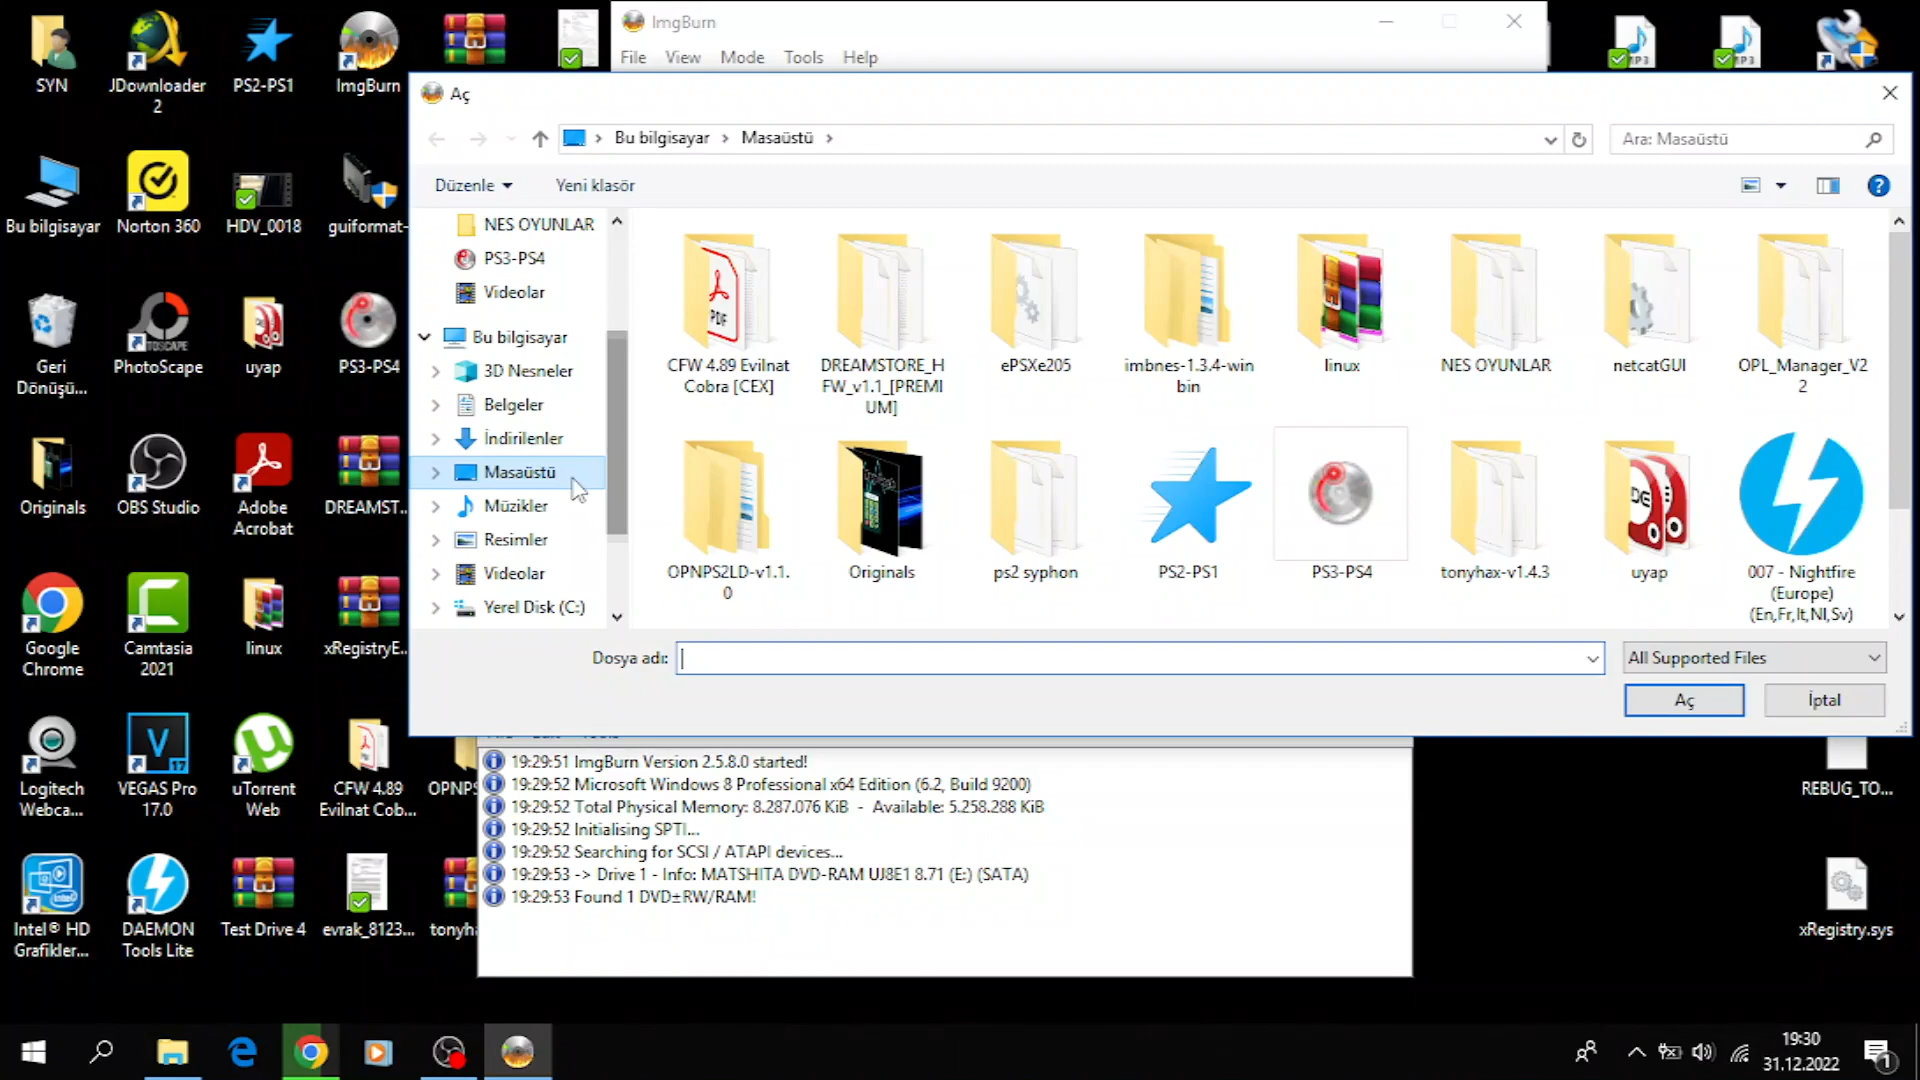 SYN
JDownloader
2
PS2-PS1
ImgBurn
ImgBurn
File View Mode Tools Help
Aç
Bu bilgisayar
Masaüstü
Ara: Masaüstü
Düzenle
Yeni klasör
Bu bilgisayar
Norton 360
HDV_0018
guiformat-
NES OYUNLAR
PS3-PS4
Videolar
Bu bilgisayar
3D Nesneler
Belgeler
İndirilenler
Masaüstü
Müzikler
Resimler
Videolar
Yerel Disk (C:)
CFW 4.89 Evilnat
Cobra [CEX]
DREAMSTORE_H
FW_v1.1_[PREMI
UM]
ePSXe205
imbnes-1.3.4-win
bin
linux
NES OYUNLAR
netcatGUI
OPL_Manager_V2
2
OPNPS2LD-v1.1.
0
Originals
ps2 syphon
PS2-PS1
PS3-PS4
tonyhax-v1.4.3
uyap
007 - Nightfire
(Europe)
(En,Fr,It,Nl,Sv)
Dosya adı:
All Supported Files
Aç
İptal
Geri
Dönüşü...
PhotoScape
uyap
PS3-PS4
Originals
OBS Studio
Adobe
Acrobat
DREAMST...
Google
Chrome
Camtasia
2021
linux
xRegistryE...
Logitech
Webca...
VEGAS Pro
17.0
uTorrent
Web
CFW 4.89
Evilnat Cob...
OPNPS
Intel® HD
Grafikler...
DAEMON
Tools Lite
Test Drive 4
evrak_8123...
tonyha
19:29:51 ImgBurn Version 2.5.8.0 started!
19:29:52 Microsoft Windows 8 Professional x64 Edition (6.2, Build 9200)
19:29:52 Total Physical Memory: 8.287.076 KiB - Available: 5.258.288 KiB
19:29:52 Initialising SPTI...
19:29:52 Searching for SCSI / ATAPI devices...
19:29:53 -> Drive 1 - Info: MATSHITA DVD-RAM UJ8E1 8.71 (E:) (SATA)
19:29:53 Found 1 DVD±RW/RAM!
REBUG_TO...
xRegistry.sys
19:30
31.12.2022
1